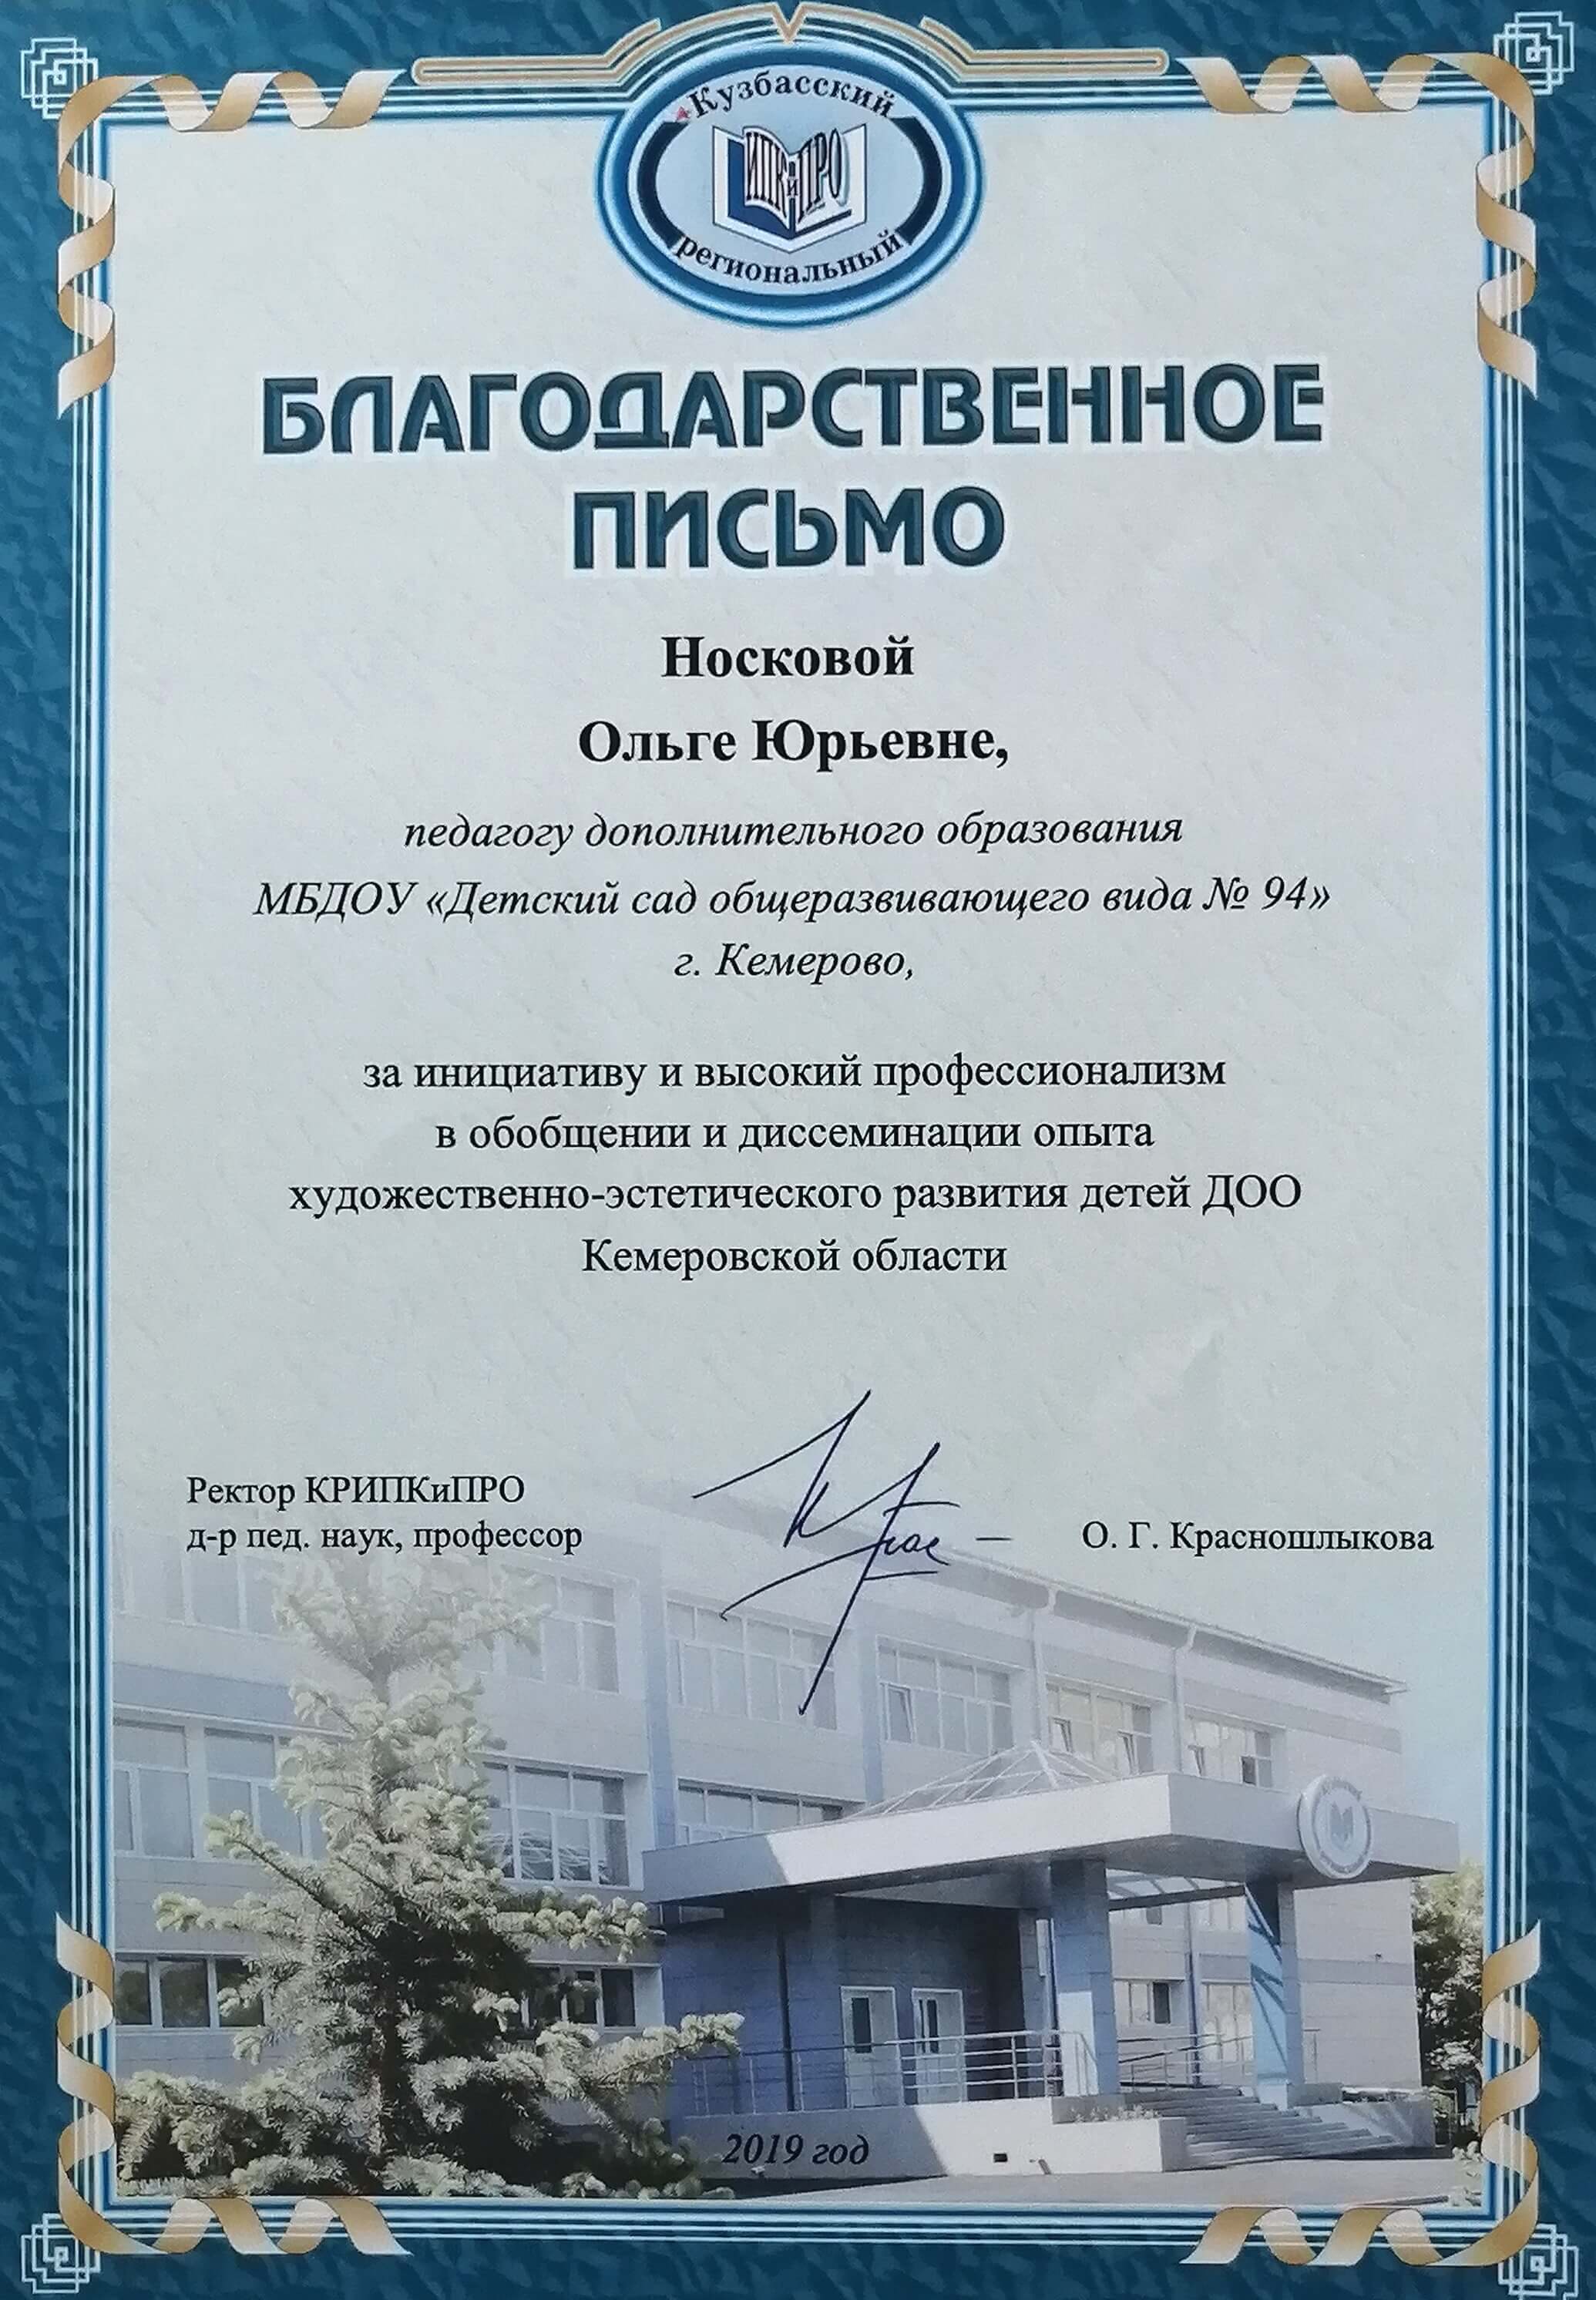 Кузбасский
ИПК и ПРО
региональный
БЛАГОДАРСТВЕННОЕ
ПИСЬМО
Носковой
Ольге Юрьевне,
педагогу дополнительного образования
МБДОУ «Детский сад общеразвивающего вида № 94»
г. Кемерово,
за инициативу и высокий профессионализм
в обобщении и диссеминации опыта
художественно-эстетического развития детей ДОО
Кемеровской области
Ректор КРИПКиПРО
д-р пед. наук, профессор
О. Г. Красношлыкова
2019 год